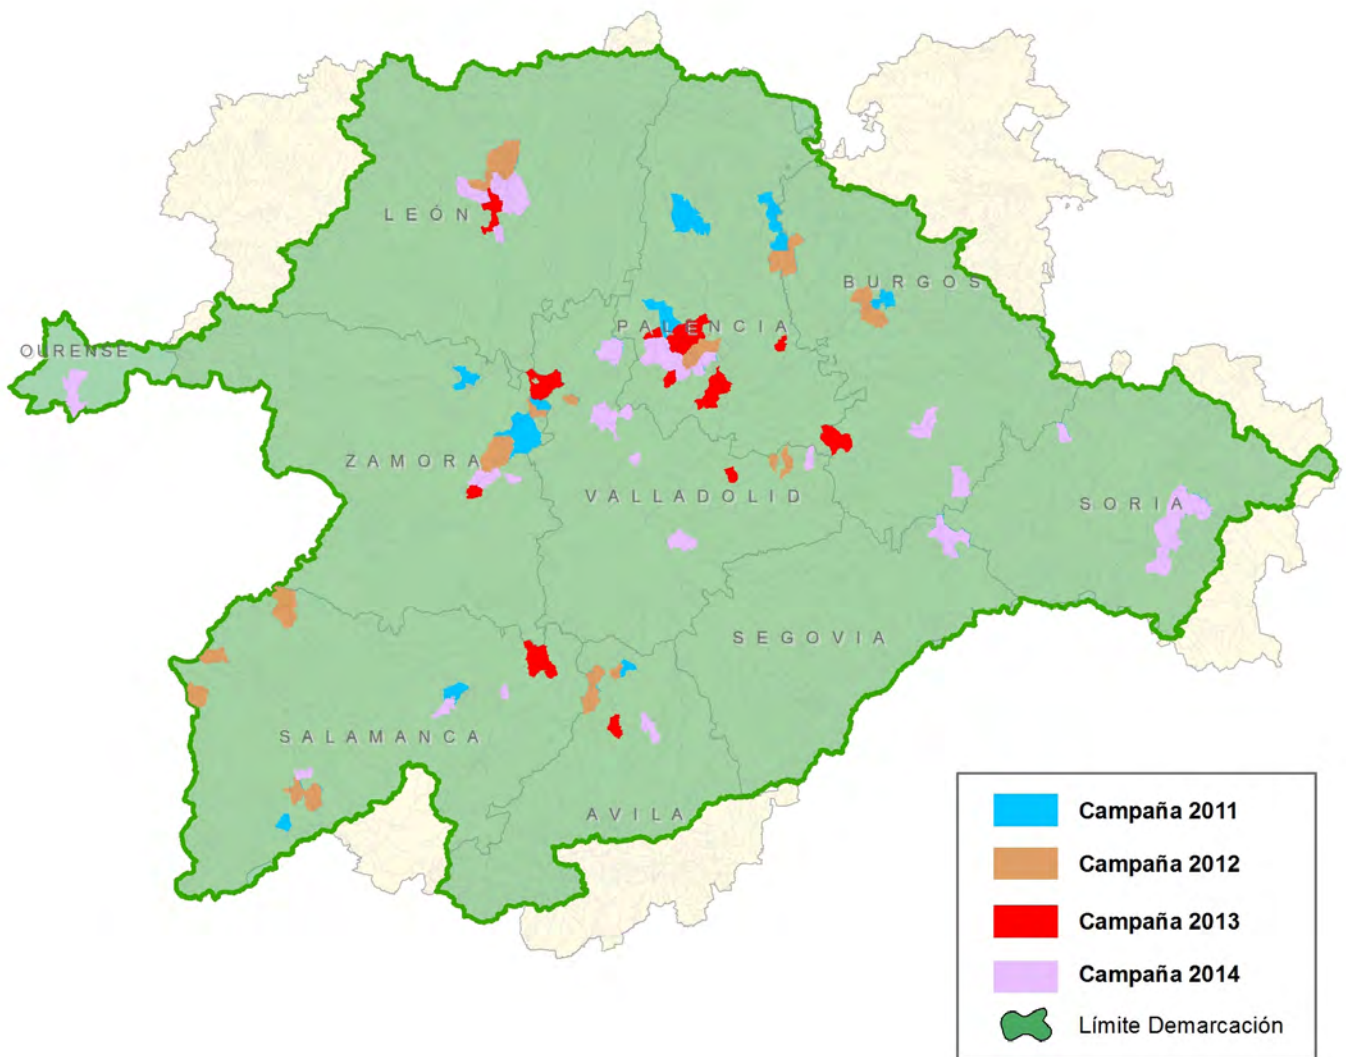 LEÓN
BURGOS
PALENCIA
OURENSE
ZAMORA
VALLADOLID
SORIA
SEGOVIA
SALAMANCA
AVILA
Campaña 2011
Campaña 2012
Campaña 2013
Campaña 2014
Límite Demarcación